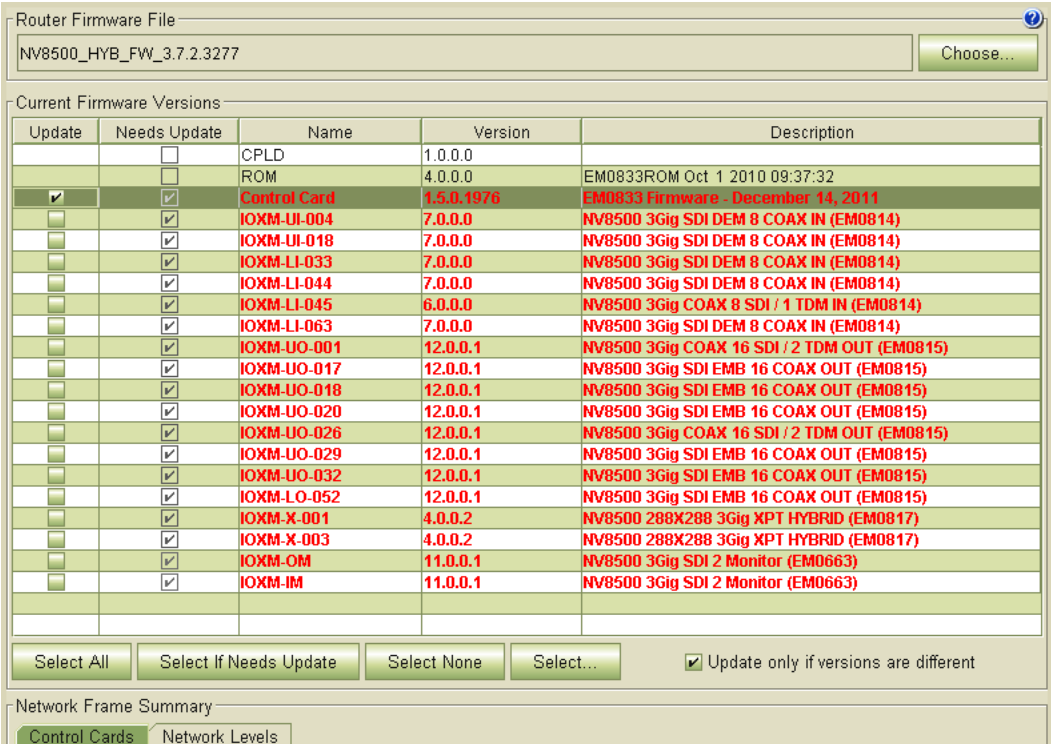 Router Firmware File
NV8500_HYB_FW_3.7.2.3277
Choose...
Current Firmware Versions
Update Needs Update Name Version Description
CPLD 1.0.0.0
ROM 4.0.0.0 EM0833ROM Oct 1 2010 09:37:32
Control Card 1.5.0.1976 EM0833 Firmware - December 14, 2011
IOXM-UI-004 7.0.0.0 NV8500 3Gig SDI DEM 8 COAX IN (EM0814)
IOXM-UI-018 7.0.0.0 NV8500 3Gig SDI DEM 8 COAX IN (EM0814)
IOXM-LI-033 7.0.0.0 NV8500 3Gig SDI DEM 8 COAX IN (EM0814)
IOXM-LI-044 7.0.0.0 NV8500 3Gig SDI DEM 8 COAX IN (EM0814)
IOXM-LI-045 6.0.0.0 NV8500 3Gig COAX 8 SDI / 1 TDM IN (EM0814)
IOXM-LI-063 7.0.0.0 NV8500 3Gig SDI DEM 8 COAX IN (EM0814)
IOXM-UO-001 12.0.0.1 NV8500 3Gig COAX 16 SDI / 2 TDM OUT (EM0815)
IOXM-UO-017 12.0.0.1 NV8500 3Gig SDI EMB 16 COAX OUT (EM0815)
IOXM-UO-018 12.0.0.1 NV8500 3Gig SDI EMB 16 COAX OUT (EM0815)
IOXM-UO-020 12.0.0.1 NV8500 3Gig SDI EMB 16 COAX OUT (EM0815)
IOXM-UO-026 12.0.0.1 NV8500 3Gig COAX 16 SDI / 2 TDM OUT (EM0815)
IOXM-UO-029 12.0.0.1 NV8500 3Gig SDI EMB 16 COAX OUT (EM0815)
IOXM-UO-032 12.0.0.1 NV8500 3Gig SDI EMB 16 COAX OUT (EM0815)
IOXM-LO-052 12.0.0.1 NV8500 3Gig SDI EMB 16 COAX OUT (EM0815)
IOXM-X-001 4.0.0.2 NV8500 288X288 3Gig XPT HYBRID (EM0817)
IOXM-X-003 4.0.0.2 NV8500 288X288 3Gig XPT HYBRID (EM0817)
IOXM-OM 11.0.0.1 NV8500 3Gig SDI 2 Monitor (EM0663)
IOXM-IM 11.0.0.1 NV8500 3Gig SDI 2 Monitor (EM0663)
Select All Select If Needs Update Select None Select... Update only if versions are different
Network Frame Summary
Control Cards Network Levels